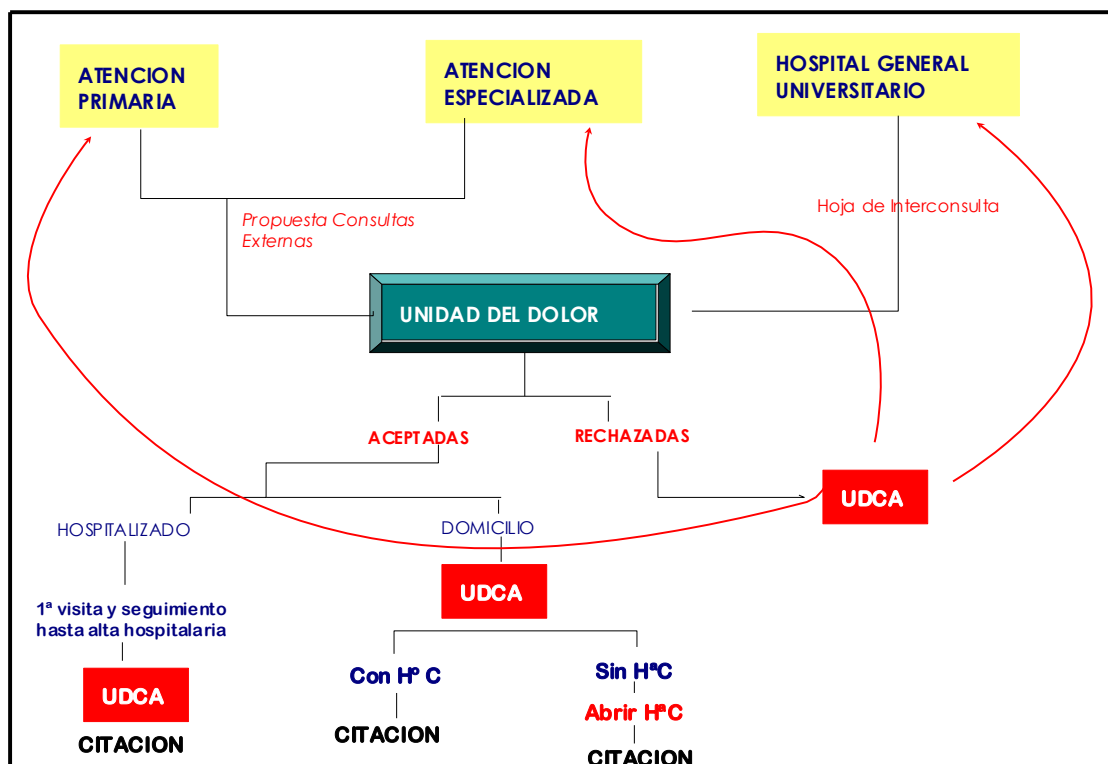 ATENCION
PRIMARIA
ATENCION
ESPECIALIZADA
HOSPITAL GENERAL
UNIVERSITARIO
Propuesta Consultas
Externas
Hoja de Interconsulta
UNIDAD DEL DOLOR
ACEPTADAS
RECHAZADAS
UDCA
HOSPITALIZADO
DOMICILIO
UDCA
1ª visita y seguimiento
hasta alta hospitalaria
UDCA
CITACION
Con Hº C
CITACION
Sin HªC
Abrir HªC
CITACION